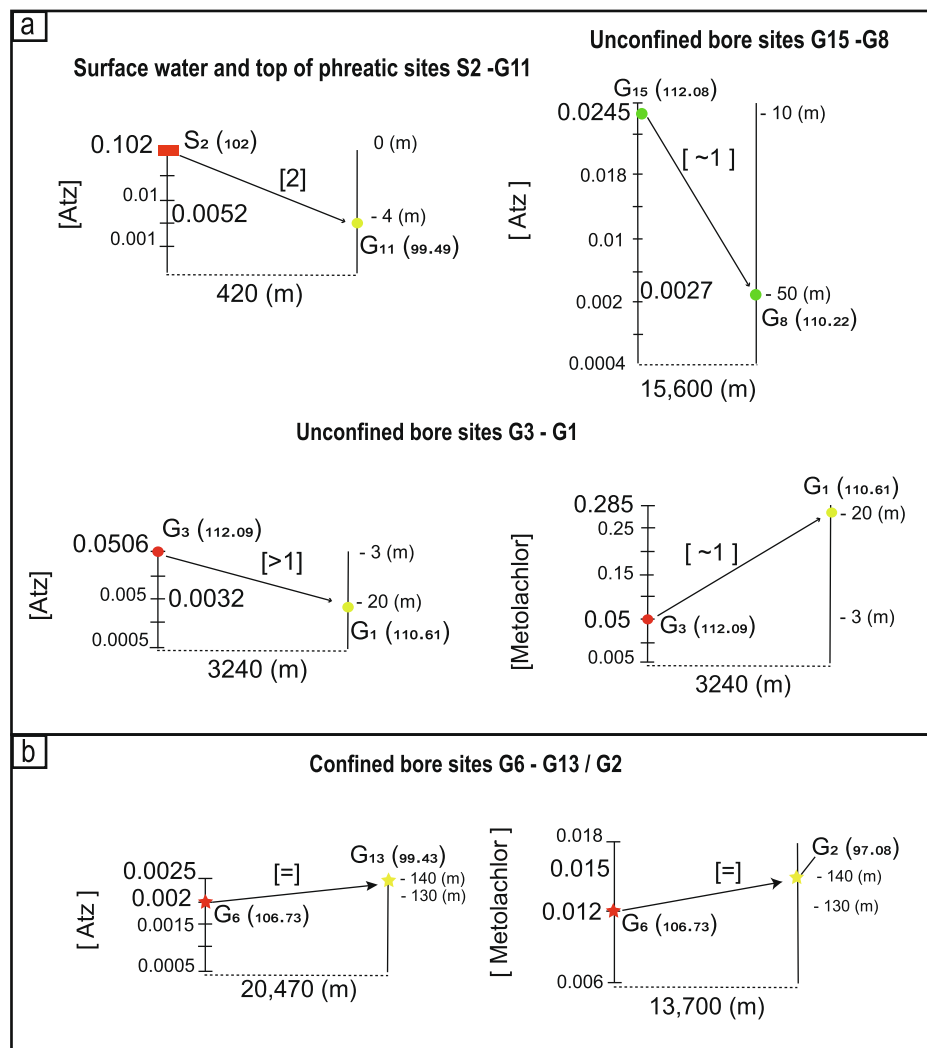 a
Surface water and top of phreatic sites S2 -G11
0.102
S2 (102)
0 (m)
[2]
[Atz]
0.01
0.0052
- 4 (m)
0.001
G11 (99.49)
420 (m)
Unconfined bore sites G15 -G8
G15 (112.08)
0.0245
- 10 (m)
[ ~1 ]
0.018
[ Atz ]
0.01
0.0027
- 50 (m)
0.002
G8 (110.22)
0.0004
15,600 (m)
Unconfined bore sites G3 - G1
G3 (112.09)
0.0506
- 3 (m)
[>1]
[Atz]
0.005
0.0032
- 20 (m)
G1 (110.61)
0.0005
3240 (m)
G1 (110.61)
0.285
- 20 (m)
0.25
[ ~1 ]
[Metolachlor]
0.15
0.05
G3 (112.09)
- 3 (m)
0.005
3240 (m)
b
Confined bore sites G6 - G13 / G2
G13 (99.43)
0.0025
[=]
- 140 (m)
0.002
- 130 (m)
[ Atz ]
G6 (106.73)
0.0015
0.0005
20,470 (m)
0.018
G2 (97.08)
0.015
[=]
- 140 (m)
[ Metolachlor ]
0.012
- 130 (m)
G6 (106.73)
0.006
13,700 (m)